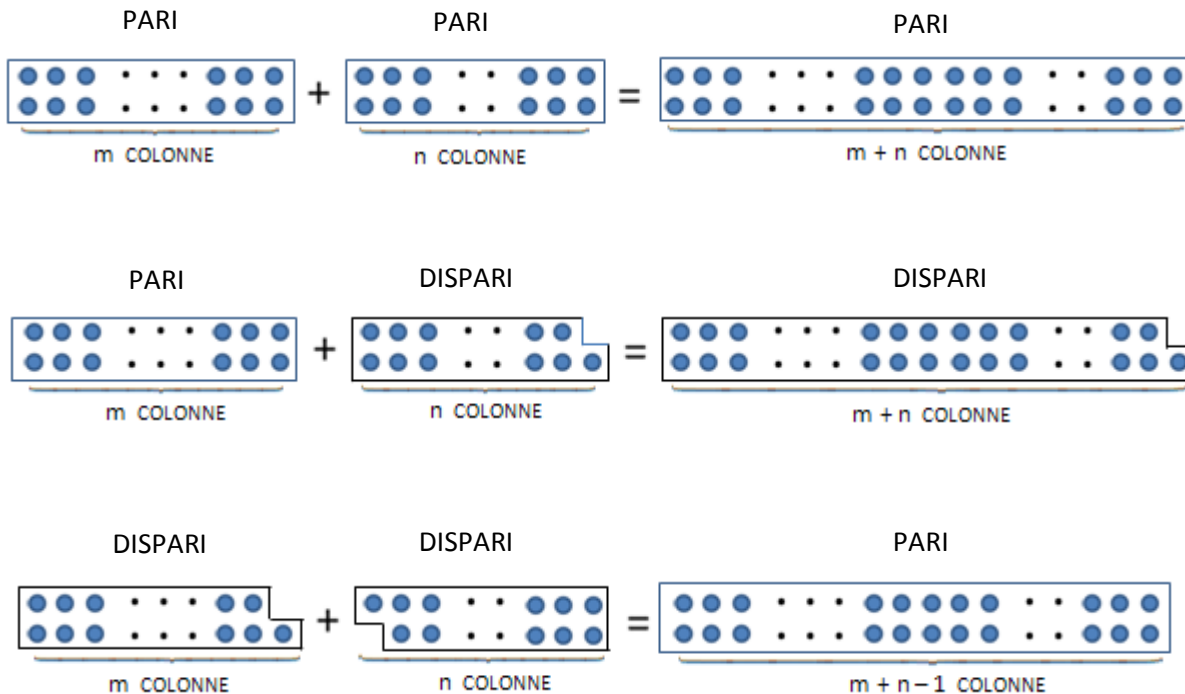 PARI PARI PARI
+ =
m COLONNE n COLONNE m + n COLONNE
PARI DISPARI DISPARI
+ =
m COLONNE n COLONNE m + n COLONNE
DISPARI DISPARI PARI
+ =
m COLONNE n COLONNE m + n – 1 COLONNE